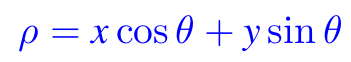 ρ = x cos θ + y sin θ